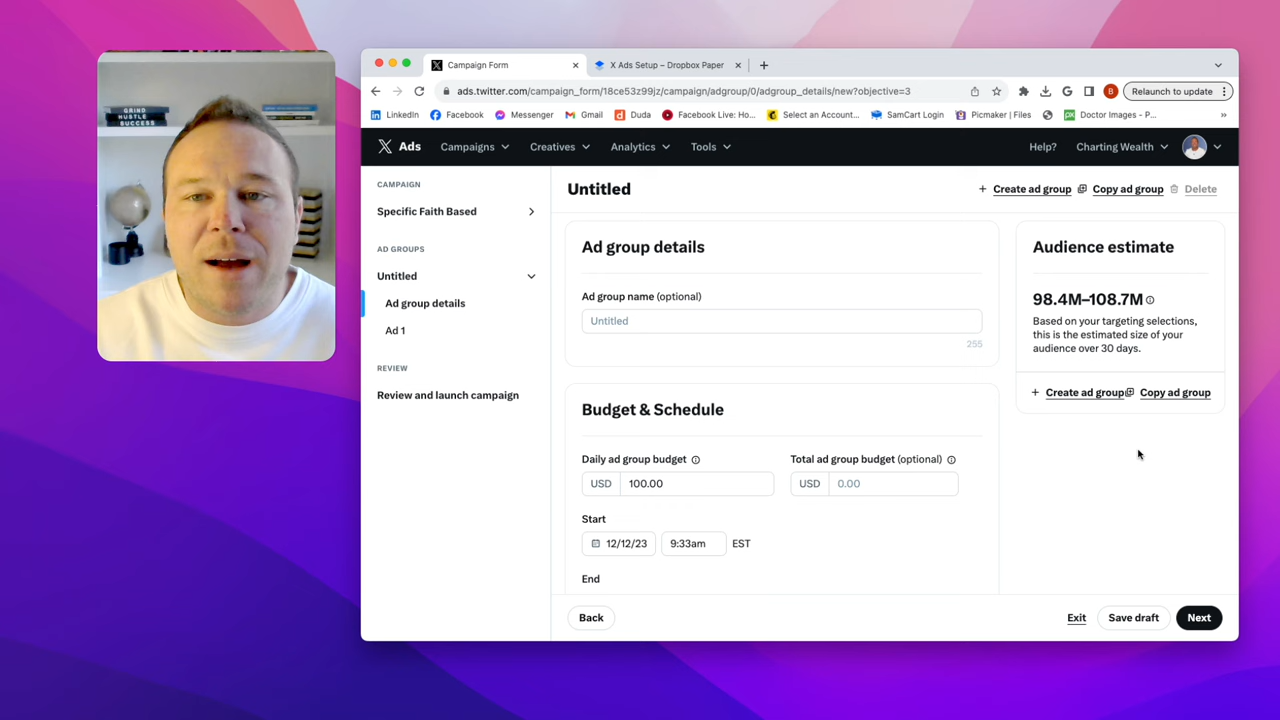 GRIND
HUSTLE
SUCCESS
Campaign Form
X Ads Setup – Dropbox Paper
ads.twitter.com/campaign_form/18ce53z99jz/campaign/adgroup/0/adgroup_details/new?objective=3
Relaunch to update
LinkedIn
Facebook
Messenger
Gmail
Duda
Facebook Live: Ho...
Select an Account...
SamCart Login
Picmaker | Files
Doctor Images - P...
Ads
Campaigns
Creatives
Analytics
Tools
Help?
Charting Wealth
CAMPAIGN
Specific Faith Based
AD GROUPS
Untitled
Ad group details
Ad 1
REVIEW
Review and launch campaign
Untitled
+ Create ad group
Copy ad group
Delete
Ad group details
Ad group name (optional)
Untitled
255
Budget & Schedule
Daily ad group budget
USD 100.00
Total ad group budget (optional)
USD 0.00
Start
12/12/23 9:33am EST
End
Audience estimate
98.4M–108.7M
Based on your targeting selections,
this is the estimated size of your
audience over 30 days.
+ Create ad group
Copy ad group
Back
Exit
Save draft
Next